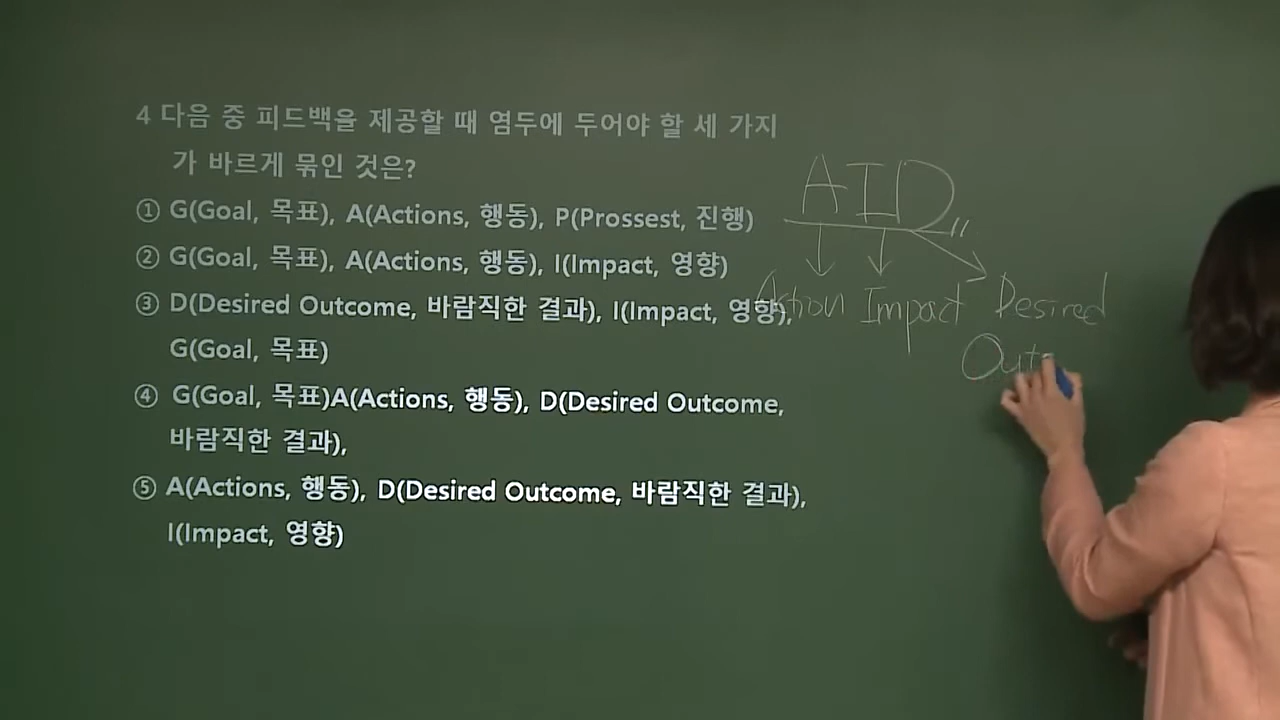 4 다음 중 피드백을 제공할 때 염두에 두어야 할 세 가지
가 바르게 묶인 것은?
① G(Goal, 목표), A(Actions, 행동), P(Prossest, 진행)
② G(Goal, 목표), A(Actions, 행동), I(Impact, 영향)
③ D(Desired Outcome, 바람직한 결과), I(Impact, 영향),
G(Goal, 목표)
④ G(Goal, 목표)A(Actions, 행동), D(Desired Outcome,
바람직한 결과),
⑤ A(Actions, 행동), D(Desired Outcome, 바람직한 결과),
I(Impact, 영향)
AID"
Action Impact Desired
Out